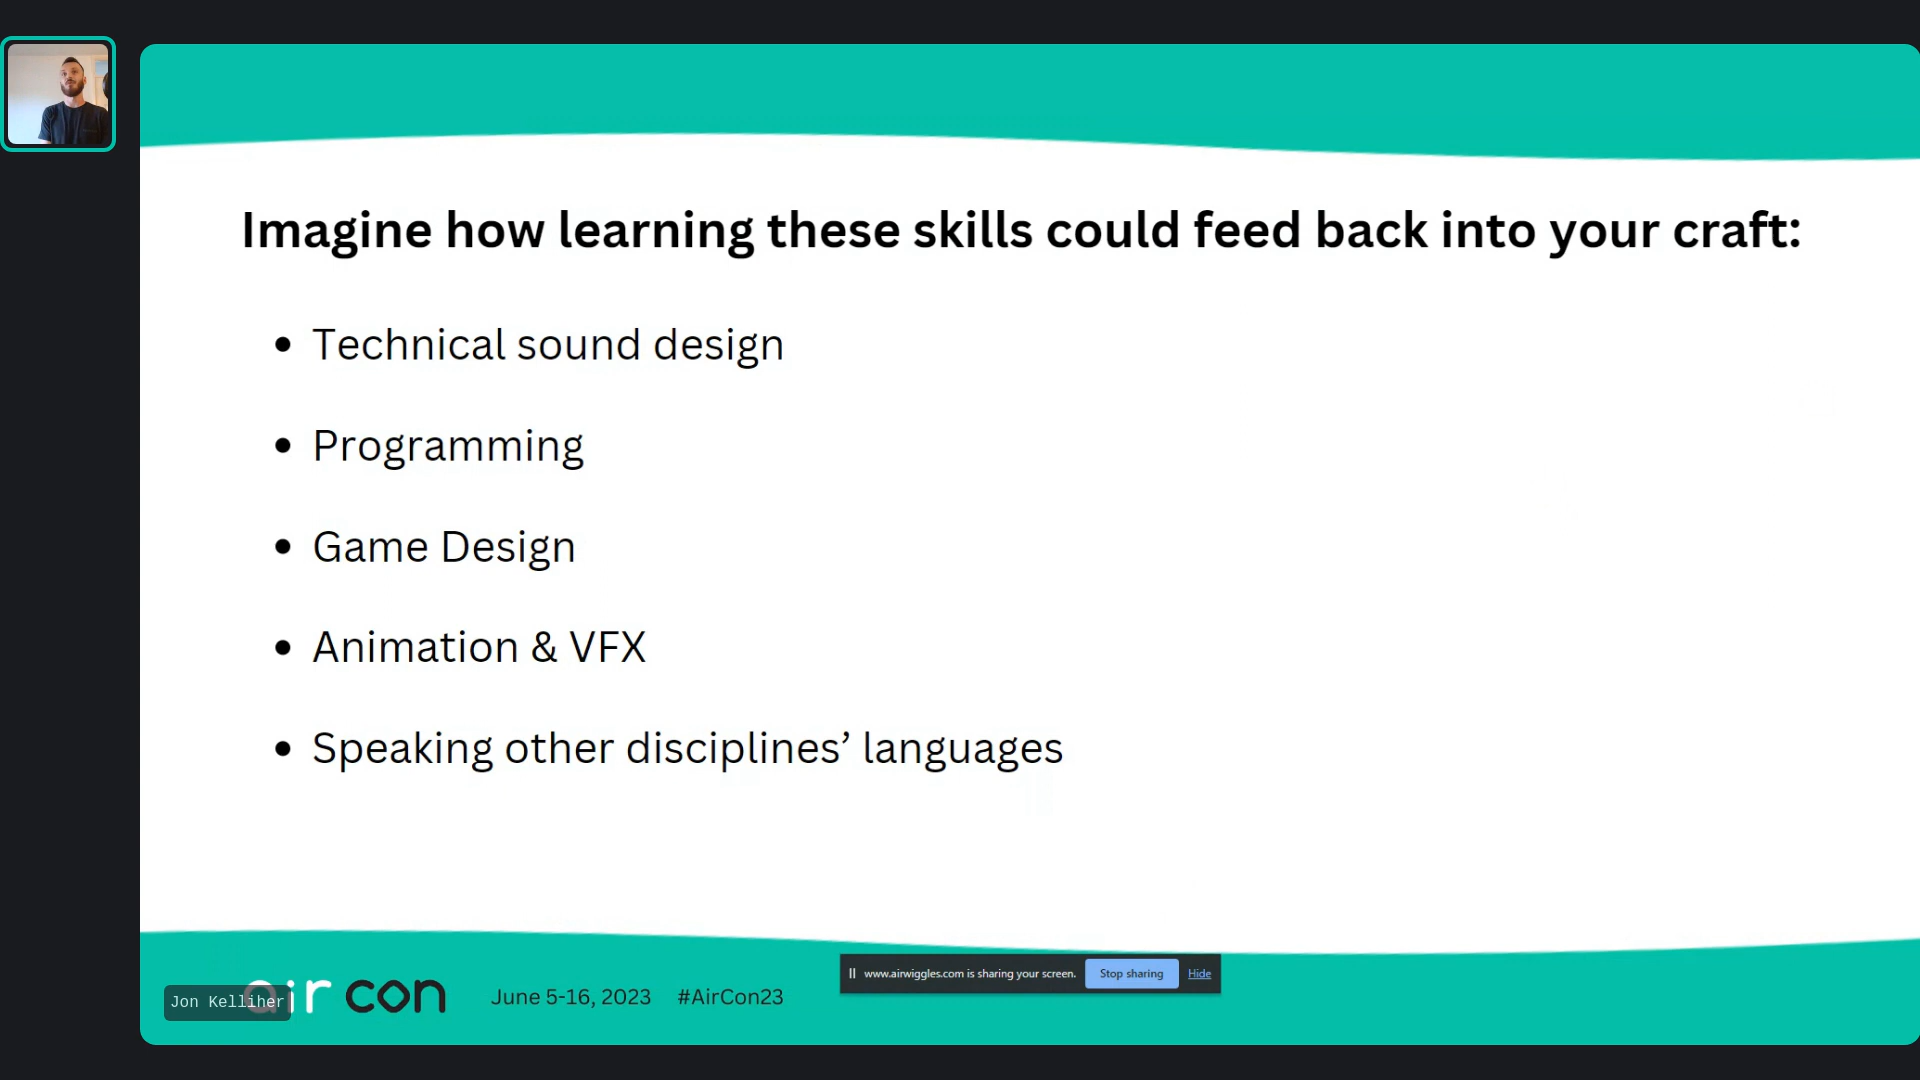 Imagine how learning these skills could feed back into your craft:
Technical sound design
Programming
Game Design
Animation & VFX
Speaking other disciplines’ languages
air con
June 5-16, 2023 #AirCon23
Jon Kelliher
www.airwiggles.com is sharing your screen. Stop sharing Hide